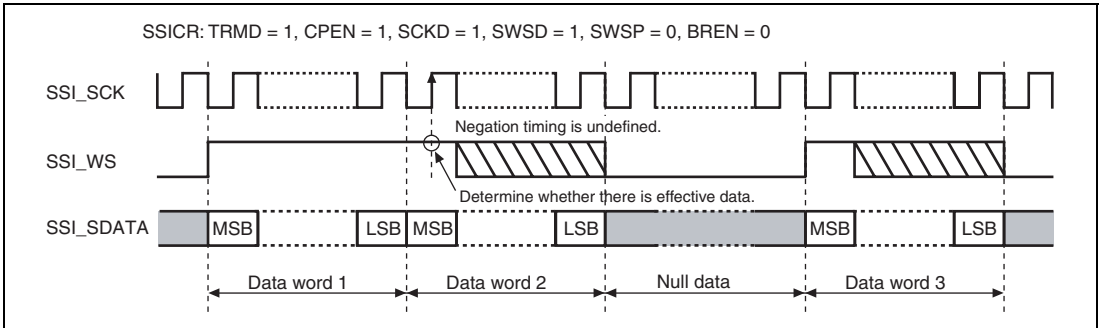 SSICR: TRMD = 1, CPEN = 1, SCKD = 1, SWSD = 1, SWSP = 0, BREN = 0
SSI_SCK
Negation timing is undefined.
SSI_WS
Determine whether there is effective data.
SSI_SDATA MSB LSB MSB LSB MSB LSB
Data word 1 Data word 2 Null data Data word 3